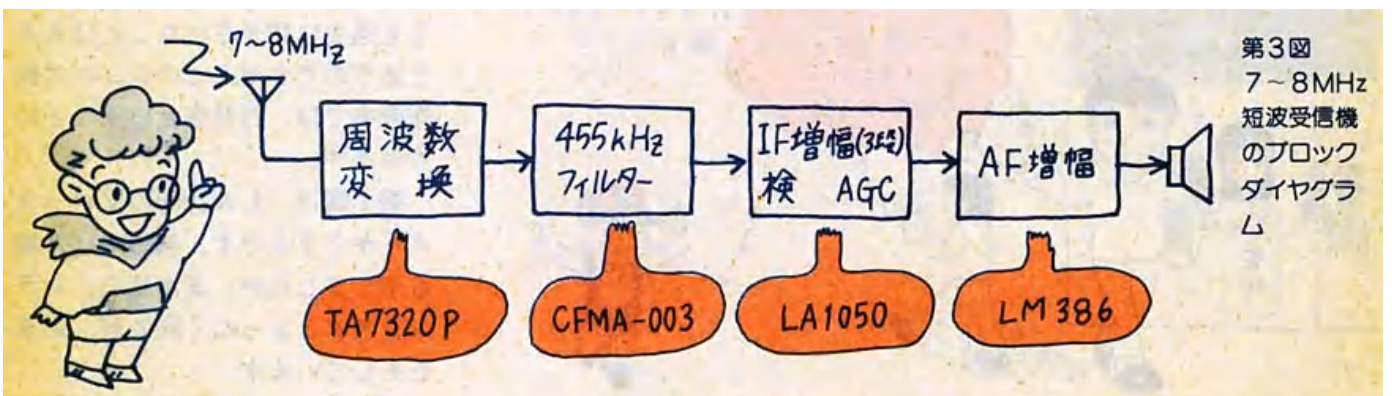 7~8MHz
周波数
変 換
455kHz
フィルター
IF増幅(3段)
検 AGC
AF増幅
TA7320P
CFMA-003
LA1050
LM386
第3図
7~8MHz
短波受信機
のブロック
ダイヤグラ
ム